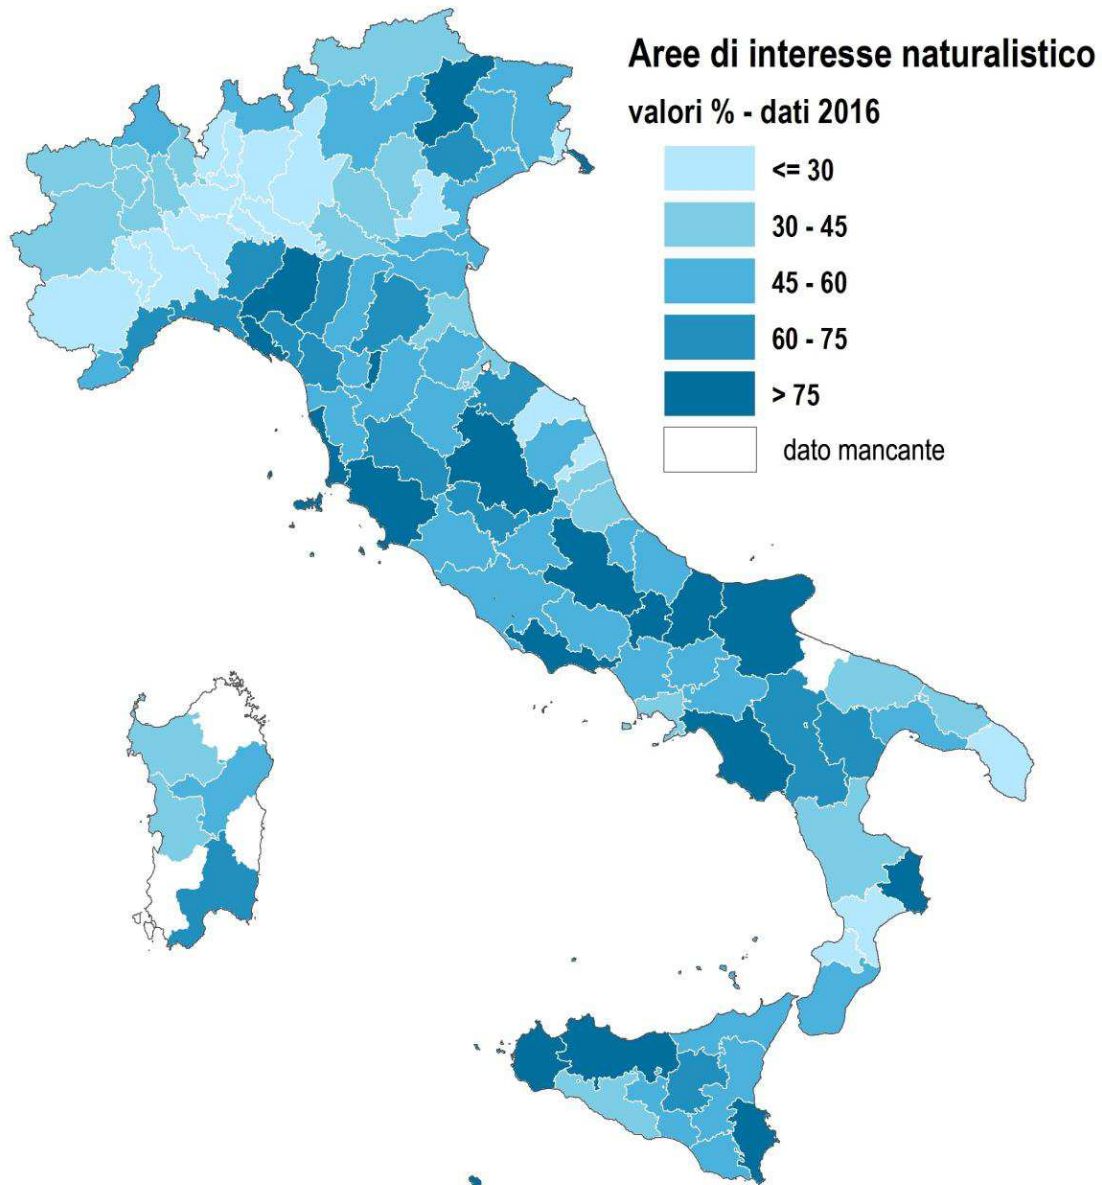 Aree di interesse naturalistico
valori % - dati 2016
<= 30
30 - 45
45 - 60
60 - 75
> 75
dato mancante